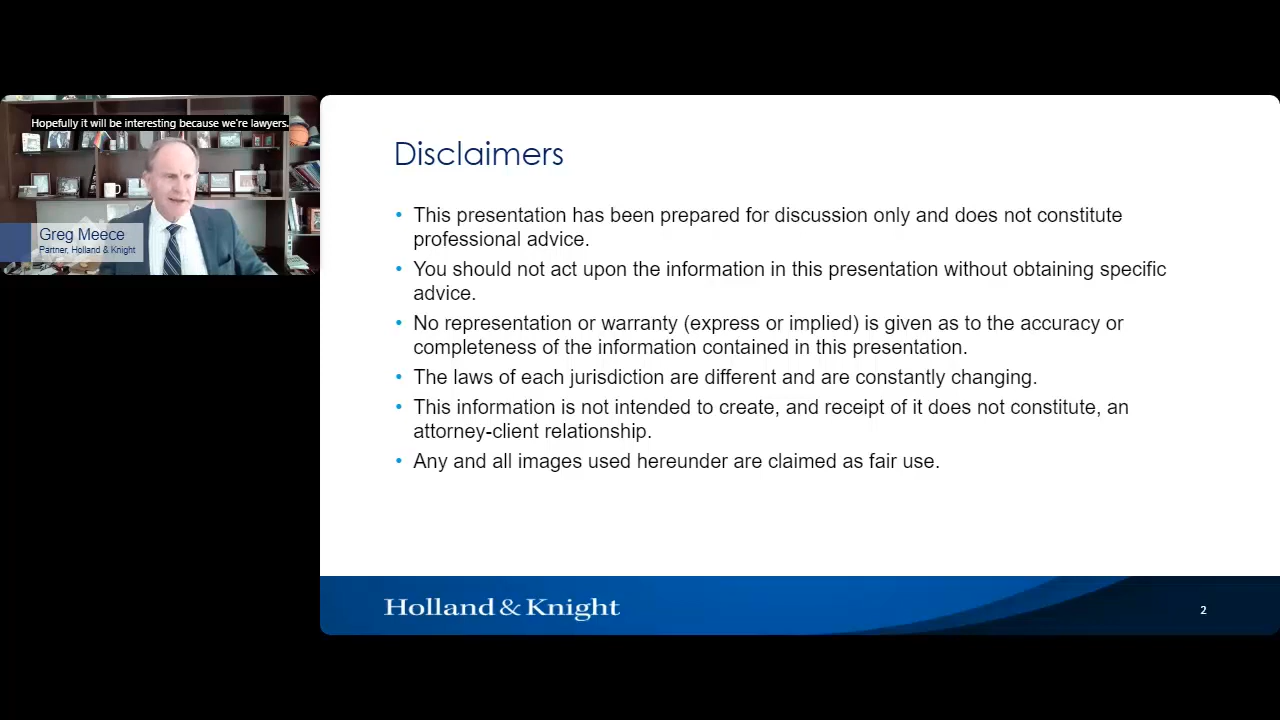 Hopefully it will be interesting because we're lawyers.
Greg Meece
Partner, Holland & Knight
Disclaimers
• This presentation has been prepared for discussion only and does not constitute
professional advice.
• You should not act upon the information in this presentation without obtaining specific
advice.
• No representation or warranty (express or implied) is given as to the accuracy or
completeness of the information contained in this presentation.
• The laws of each jurisdiction are different and are constantly changing.
• This information is not intended to create, and receipt of it does not constitute, an
attorney-client relationship.
• Any and all images used hereunder are claimed as fair use.
Holland & Knight
2